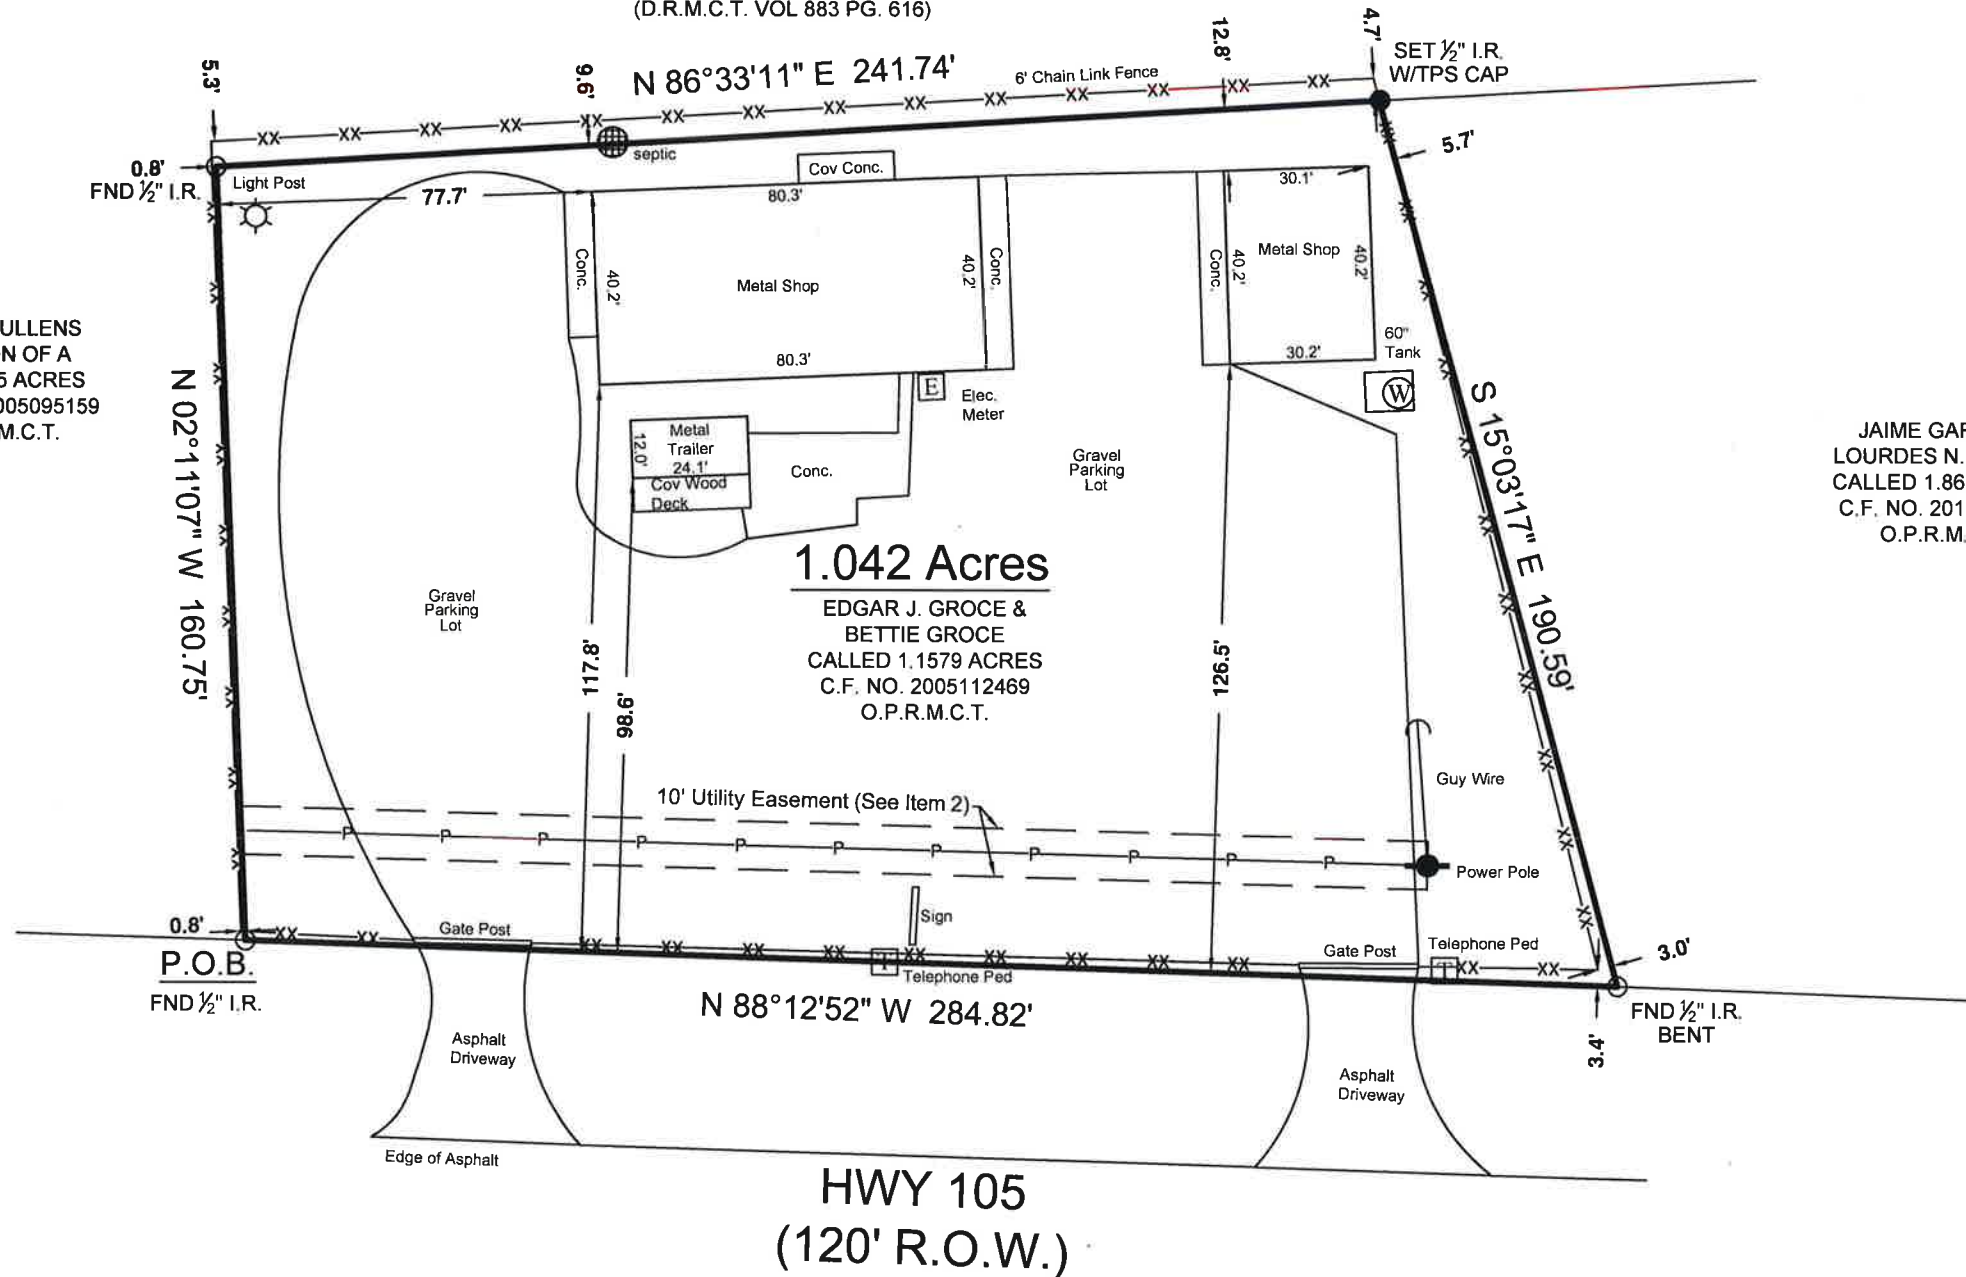 (D.R.M.C.T. VOL 883 PG. 616)
5.3'
9.6'
N 86°33'11" E 241.74'
6' Chain Link Fence
12.8'
4.7'
SET ½" I.R.
W/TPS CAP
0.8'
FND ½" I.R.
Light Post
septic
5.7'
77.7'
Cov Conc.
80.3'
30.1'
Conc.
40.2'
Metal Shop
40.2'
Conc.
Conc.
40.2'
Metal Shop
40.2'
80.3'
30.2'
60"
Tank
W
E
Elec.
Meter
ULLENS
N OF A
5 ACRES
005095159
M.C.T.
N 02°11'07" W 160.75'
Metal
Trailer
12.0'
24.1'
Cov Wood
Deck
Conc.
Gravel
Parking
Lot
S 15°03'17" E 190.59'
JAIME GAR
LOURDES N.
CALLED 1.86
C.F. NO. 201
O.P.R.M.
1.042 Acres
EDGAR J. GROCE &
BETTIE GROCE
CALLED 1.1579 ACRES
C.F. NO. 2005112469
O.P.R.M.C.T.
Gravel
Parking
Lot
117.8'
98.6'
126.5'
10' Utility Easement (See Item 2)
P P P P P P P P P P P
Guy Wire
Power Pole
Sign
0.8'
Gate Post
P.O.B.
FND ½" I.R.
T
Telephone Ped
Gate Post
Telephone Ped
T
3.0'
N 88°12'52" W 284.82'
FND ½" I.R.
BENT
3.4'
Asphalt
Driveway
Asphalt
Driveway
Edge of Asphalt
HWY 105
(120' R.O.W.)